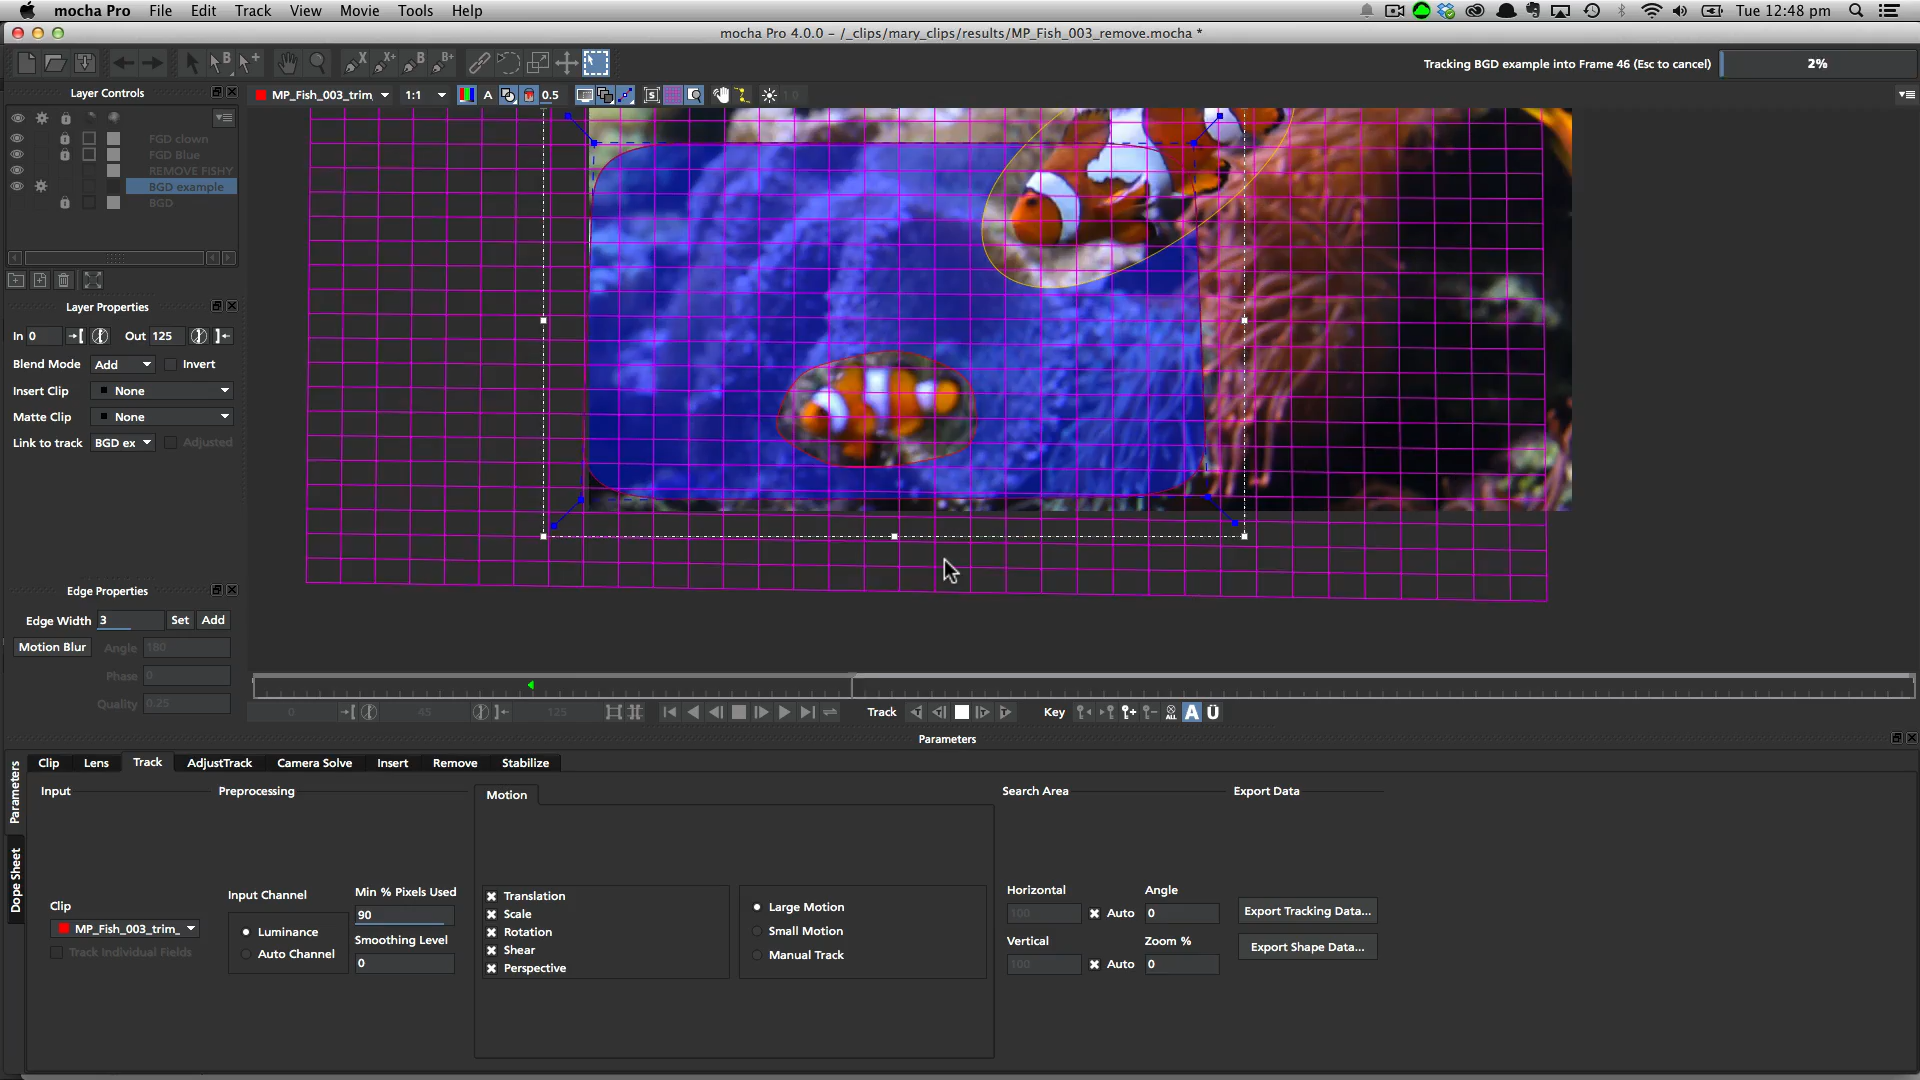 mocha Pro File Edit Track View Movie Tools Help Tue 12:48 pm
mocha Pro 4.0.0 - /_clips/mary_clips/results/MP_Fish_003_remove.mocha *
Tracking BGD example into Frame 46 (Esc to cancel) 2%
Layer Controls
MP_Fish_003_trim, 1:1 A 0.5 1.0
FGD clown
FGD Blue
REMOVE FISHY
BGD example
BGD
Layer Properties
In 0 Out 125
Blend Mode Add Invert
Insert Clip None
Matte Clip None
Link to track BGD ex Adjusted
Edge Properties
Edge Width 3 Set Add
Motion Blur Angle 180
Phase 0
Quality 0.25
0 45 125 Track Key ALL A Ü
Parameters
Clip Lens Track AdjustTrack Camera Solve Insert Remove Stabilize
Parameters
Dope Sheet
Input Preprocessing Motion Search Area Export Data
Clip
MP_Fish_003_trim_
Track Individual Fields
Input Channel
Luminance
Auto Channel
Min % Pixels Used
90
Smoothing Level
0
Translation
Scale
Rotation
Shear
Perspective
Large Motion
Small Motion
Manual Track
Horizontal Angle
100 Auto 0
Vertical Zoom %
100 Auto 0
Export Tracking Data...
Export Shape Data...